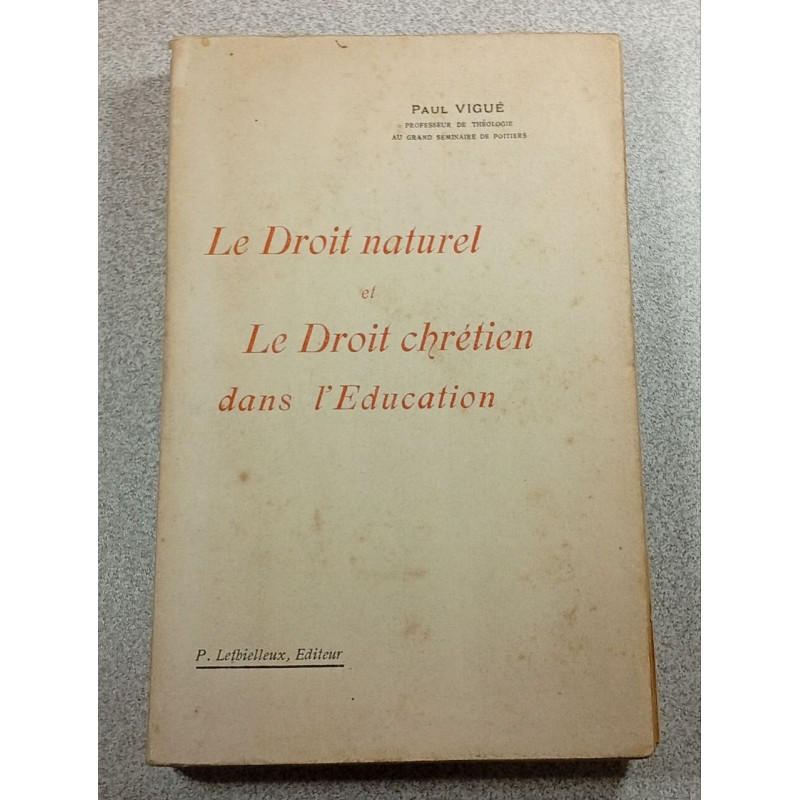 PAUL VIGUÉ
PROFESSEUR DE THÉOLOGIE
AU GRAND SÉMINAIRE DE POITIERS
Le Droit naturel
et
Le Droit chrétien
dans l'Education
P. Lethielleux, Editeur